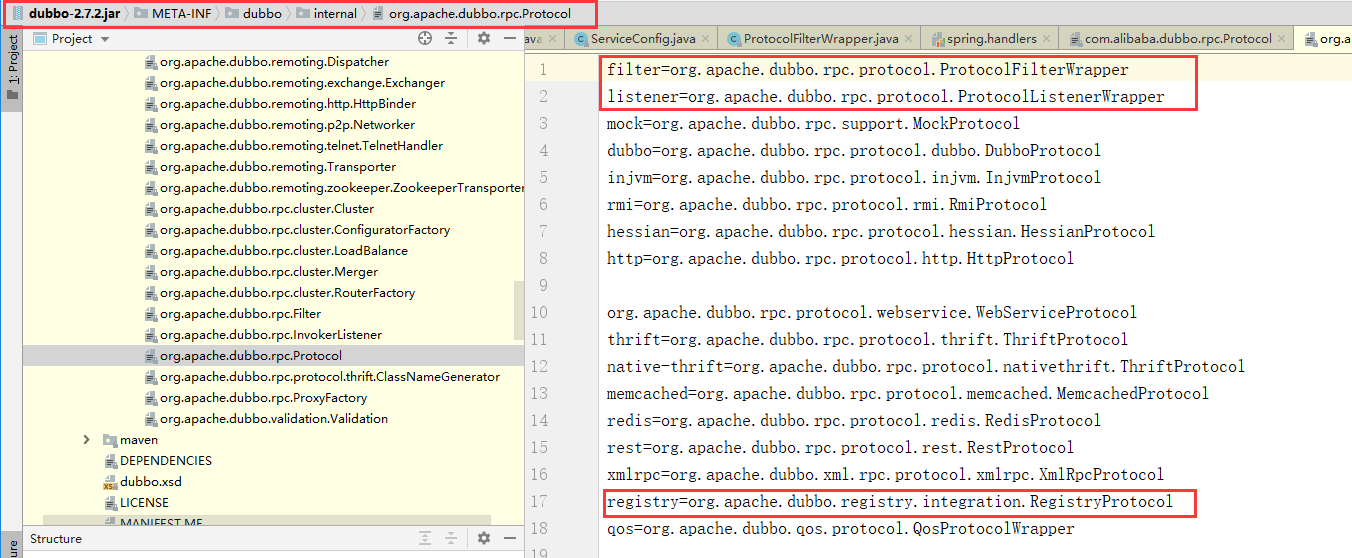 dubbo-2.7.2.jar META-INF dubbo internal org.apache.dubbo.rpc.Protocol
1: Project
Project
java ServiceConfig.java ProtocolFilterWrapper.java spring.handlers com.alibaba.dubbo.rpc.Protocol org.a
org.apache.dubbo.remoting.Dispatcher
org.apache.dubbo.remoting.exchange.Exchanger
org.apache.dubbo.remoting.http.HttpBinder
org.apache.dubbo.remoting.p2p.Networker
org.apache.dubbo.remoting.telnet.TelnetHandler
org.apache.dubbo.remoting.Transporter
org.apache.dubbo.remoting.zookeeper.ZookeeperTransporter
org.apache.dubbo.rpc.cluster.Cluster
org.apache.dubbo.rpc.cluster.ConfiguratorFactory
org.apache.dubbo.rpc.cluster.LoadBalance
org.apache.dubbo.rpc.cluster.Merger
org.apache.dubbo.rpc.cluster.RouterFactory
org.apache.dubbo.rpc.Filter
org.apache.dubbo.rpc.InvokerListener
org.apache.dubbo.rpc.Protocol
org.apache.dubbo.rpc.protocol.thrift.ClassNameGenerator
org.apache.dubbo.rpc.ProxyFactory
org.apache.dubbo.validation.Validation
maven
DEPENDENCIES
dubbo.xsd
LICENSE
MANIFEST.MF
Structure
1 filter=org.apache.dubbo.rpc.protocol.ProtocolFilterWrapper
2 listener=org.apache.dubbo.rpc.protocol.ProtocolListenerWrapper
3 mock=org.apache.dubbo.rpc.support.MockProtocol
4 dubbo=org.apache.dubbo.rpc.protocol.dubbo.DubboProtocol
5 injvm=org.apache.dubbo.rpc.protocol.injvm.InjvmProtocol
6 rmi=org.apache.dubbo.rpc.protocol.rmi.RmiProtocol
7 hessian=org.apache.dubbo.rpc.protocol.hessian.HessianProtocol
8 http=org.apache.dubbo.rpc.protocol.http.HttpProtocol
9
10 org.apache.dubbo.rpc.protocol.webservice.WebServiceProtocol
11 thrift=org.apache.dubbo.rpc.protocol.thrift.ThriftProtocol
12 native-thrift=org.apache.dubbo.rpc.protocol.nativethrift.ThriftProtocol
13 memcached=org.apache.dubbo.rpc.protocol.memcached.MemcachedProtocol
14 redis=org.apache.dubbo.rpc.protocol.redis.RedisProtocol
15 rest=org.apache.dubbo.rpc.protocol.rest.RestProtocol
16 xmlrpc=org.apache.dubbo.xml.rpc.protocol.xmlrpc.XmlRpcProtocol
17 registry=org.apache.dubbo.registry.integration.RegistryProtocol
18 qos=org.apache.dubbo.qos.protocol.QosProtocolWrapper
19